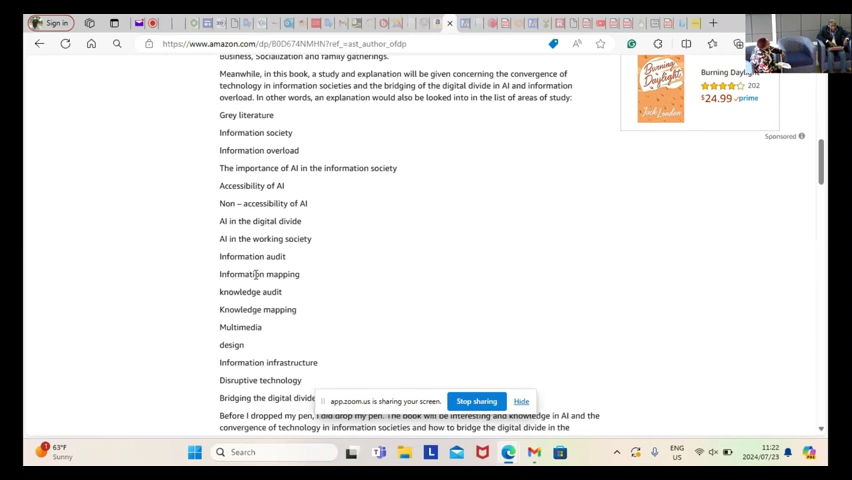 Sign in
https://www.amazon.com/dp/B0D674NMHN?ref_=ast_author_ofdp
Business, Socialization and family gatherings.
Meanwhile, in this book, a study and explanation will be given concerning the convergence of
technology in information societies and the bridging of the digital divide in AI and information
overload. In other words, an explanation would also be looked into in the list of areas of study:
Grey literature
Information society
Information overload
The importance of AI in the information society
Accessibility of AI
Non – accessibility of AI
AI in the digital divide
AI in the working society
Information audit
Information mapping
knowledge audit
Knowledge mapping
Multimedia
design
Information infrastructure
Disruptive technology
Bridging the digital divide
Before I dropped my pen, I did drop my pen. The book will be interesting and knowledge in AI and the
convergence of technology in information societies and how to bridge the digital divide in the
Burning Daylight
Jack London
Burning Dayl
202
$24.99 prime
Sponsored
app.zoom.us is sharing your screen.
Stop sharing
Hide
1
63°F
Sunny
Search
ENG
US
11:22
2024/07/23